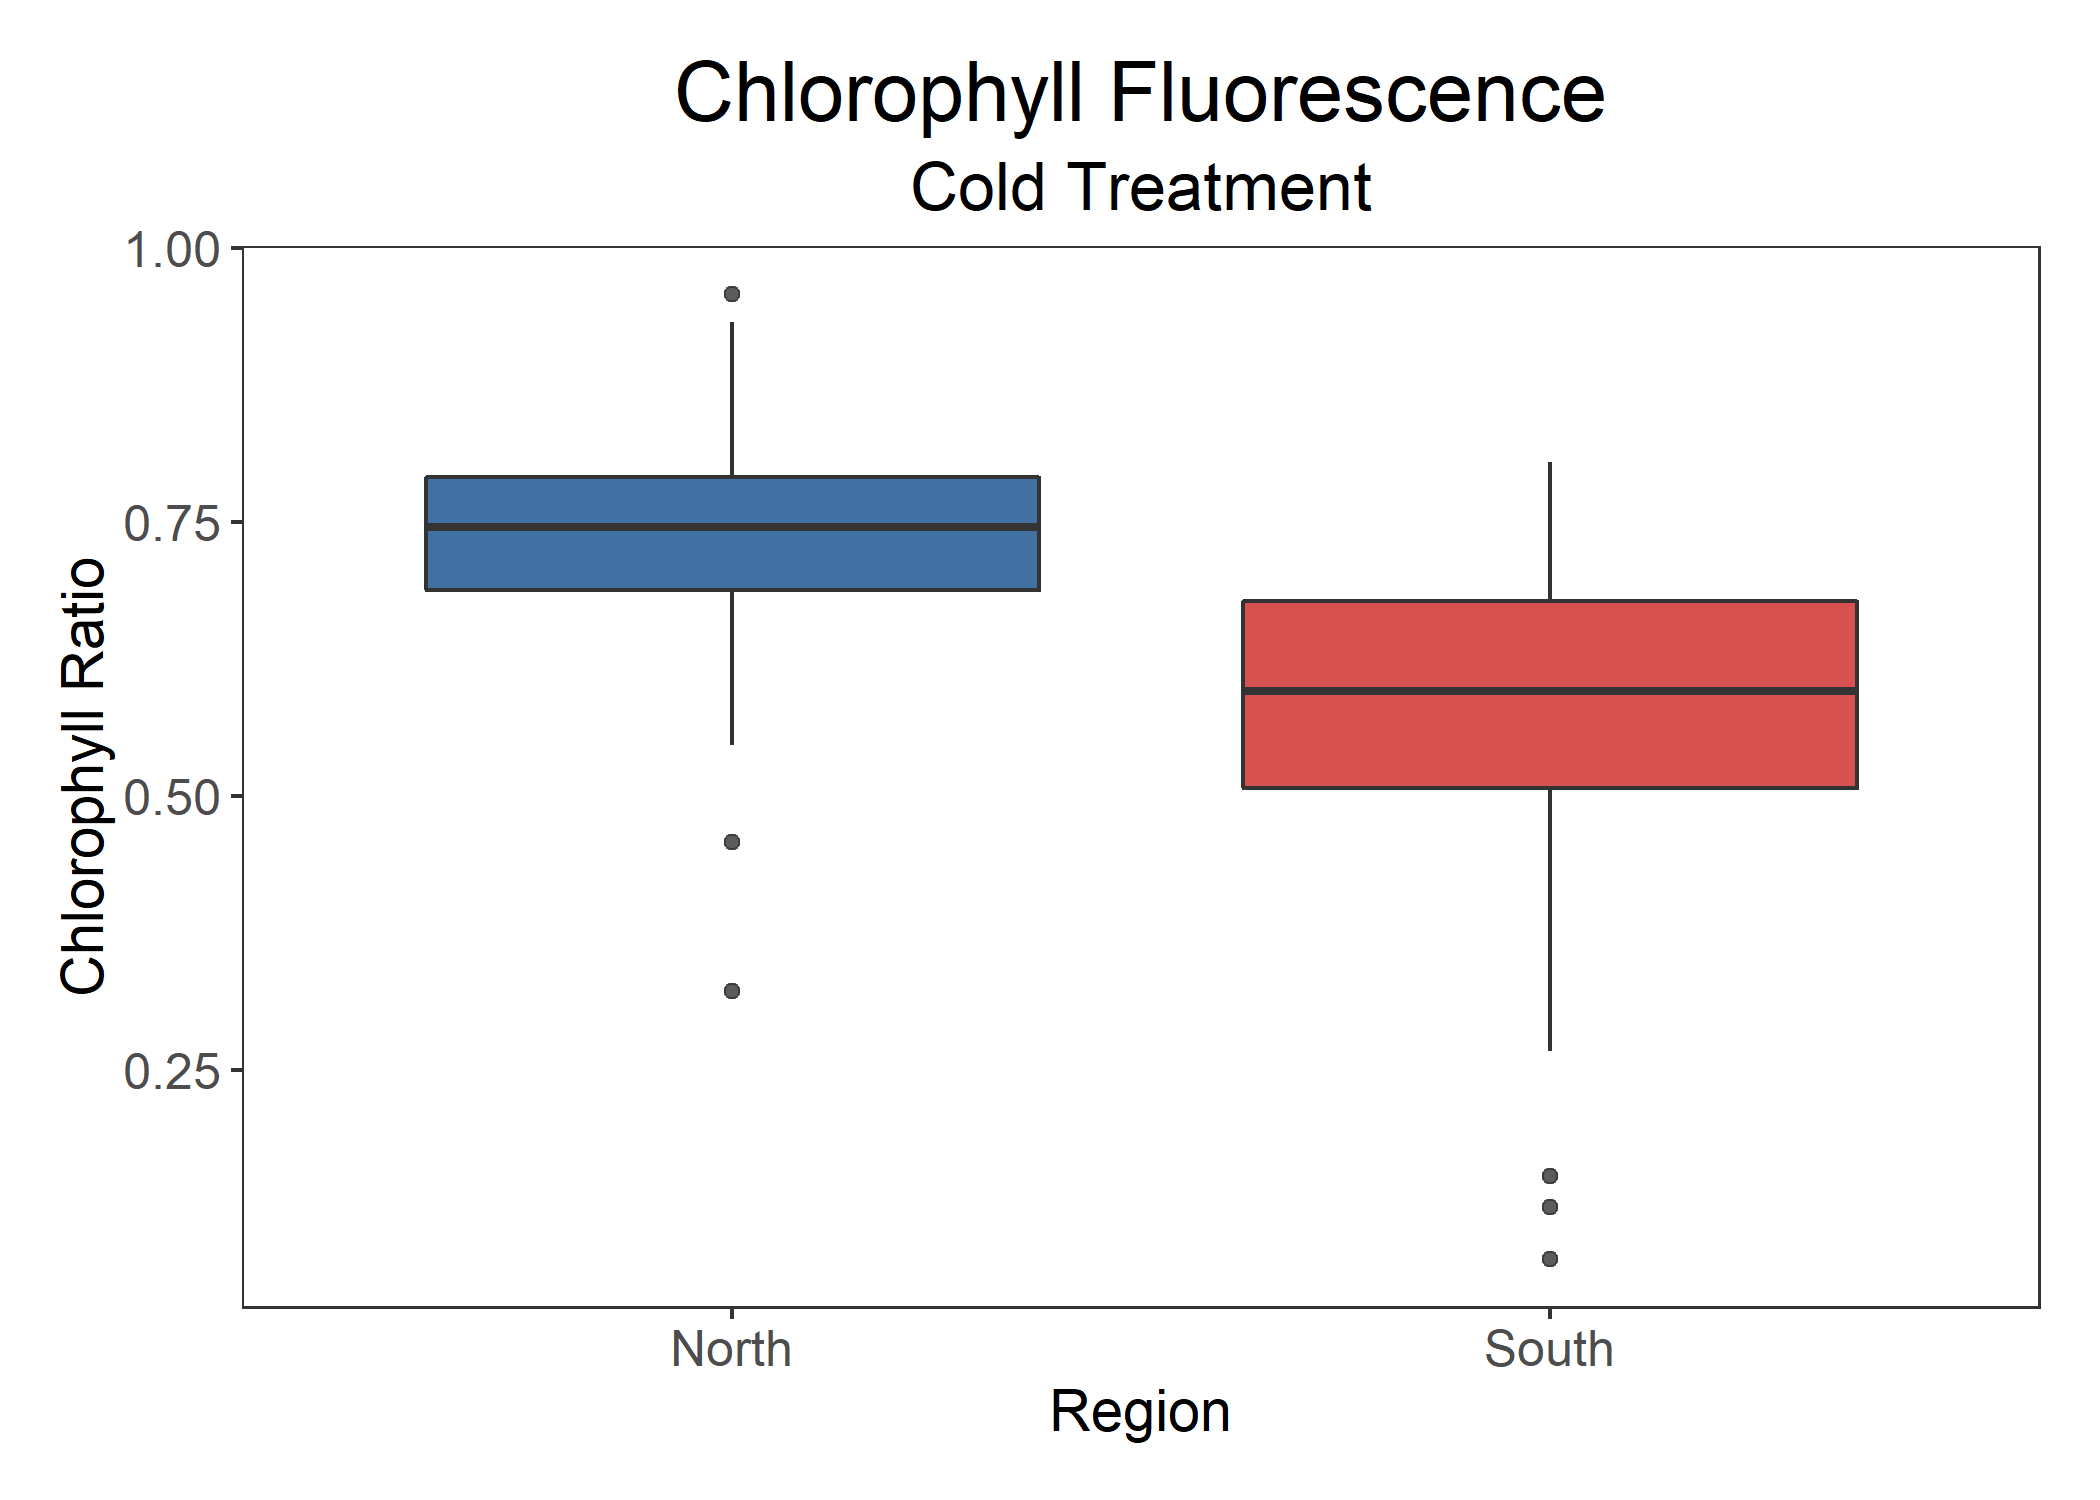 Chlorophyll Fluorescence
Cold Treatment
Chlorophyll Ratio
1.00
0.75
0.50
0.25
North
South
Region